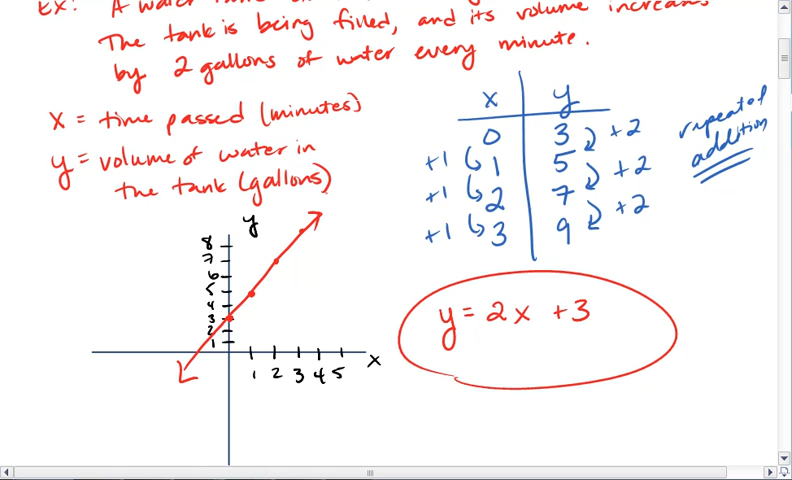 Ex: A water tank
The tank is being filled, and its volume increases
by 2 gallons of water every minute.
x = time passed (minutes)
y = volume of water in
the tank (gallons)
x y
0 3 +2
+1 1 5 +2
+1 2 7 +2
+1 3 9
repeated
addition
y
8
7
6
5
4
3
2
1
1 2 3 4 5 x
y = 2x + 3